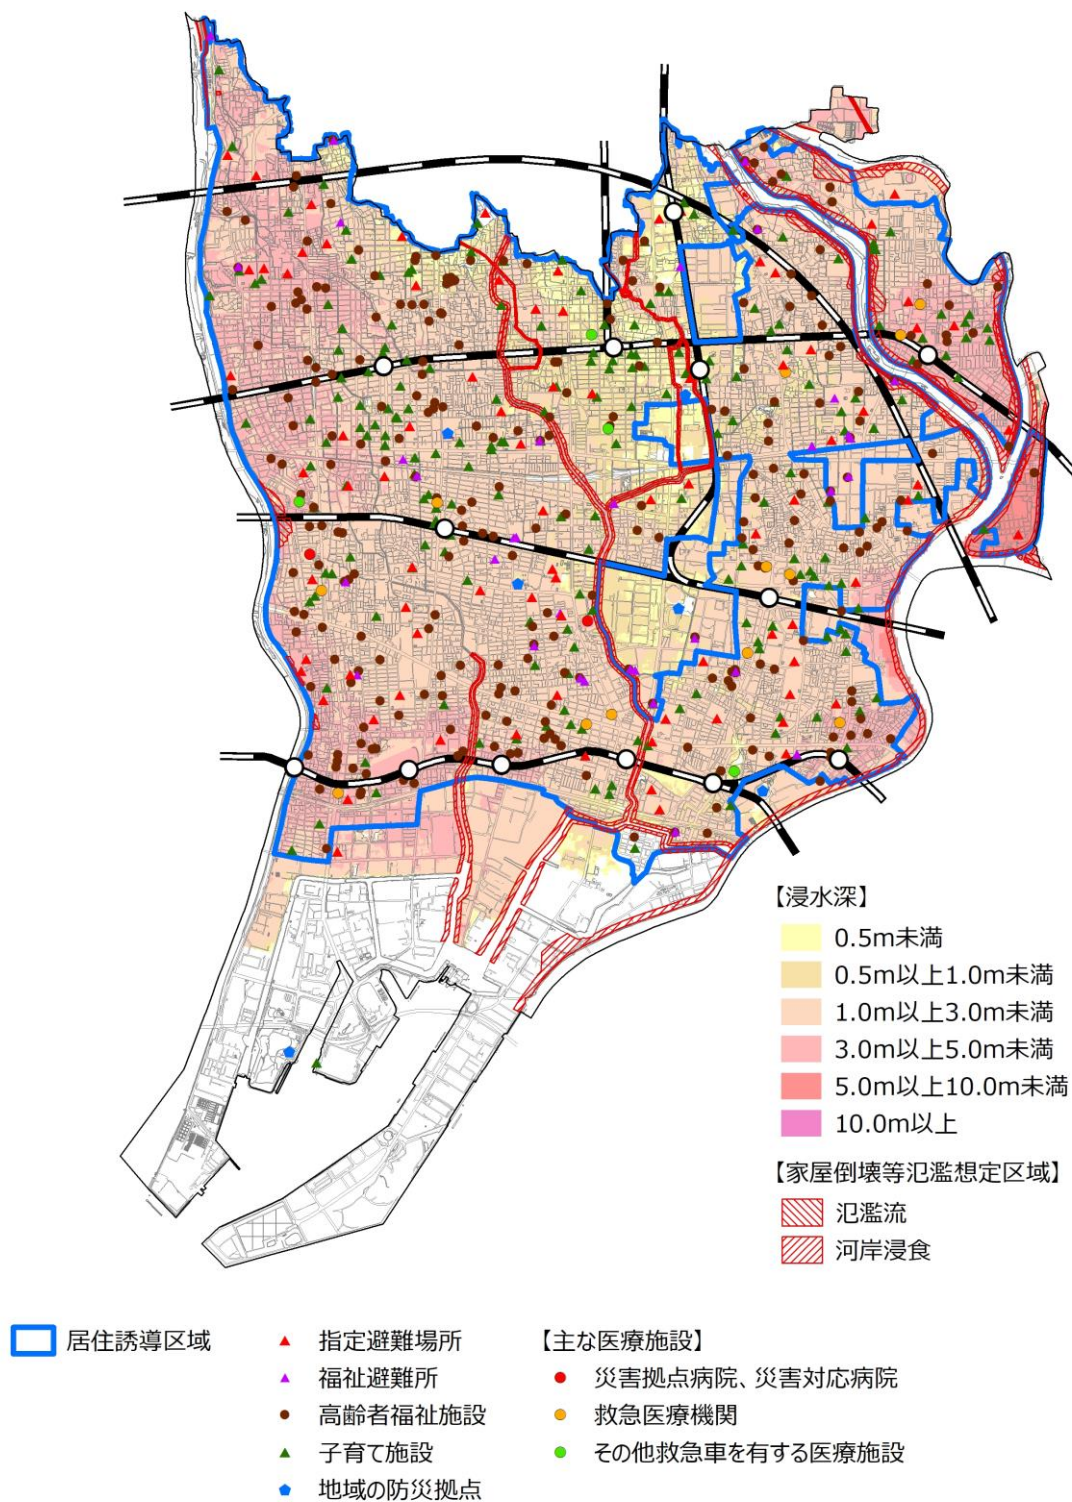 【浸水深】
0.5m未満
0.5m以上1.0m未満
1.0m以上3.0m未満
3.0m以上5.0m未満
5.0m以上10.0m未満
10.0m以上
【家屋倒壊等氾濫想定区域】
氾濫流
河岸浸食
居住誘導区域
指定避難場所
福祉避難所
高齢者福祉施設
子育て施設
地域の防災拠点
【主な医療施設】
災害拠点病院、災害対応病院
救急医療機関
その他救急車を有する医療施設